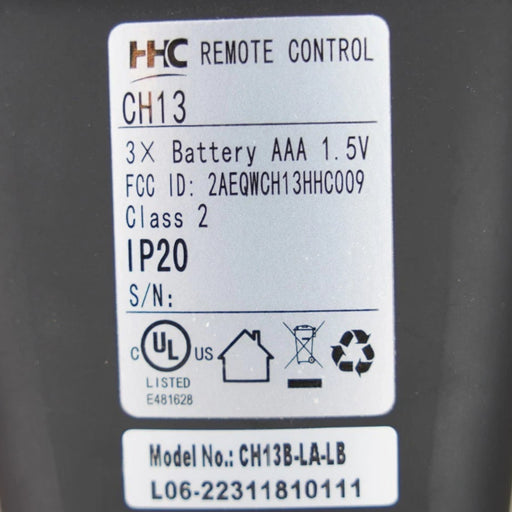 HHC REMOTE CONTROL
CH13
3× Battery AAA 1.5V
FCC ID: 2AEQWCH13HHC009
Class 2
IP20
S/N:
C UL US
LISTED
E481628
Model No.: CH13B-LA-LB
L06-22311810111